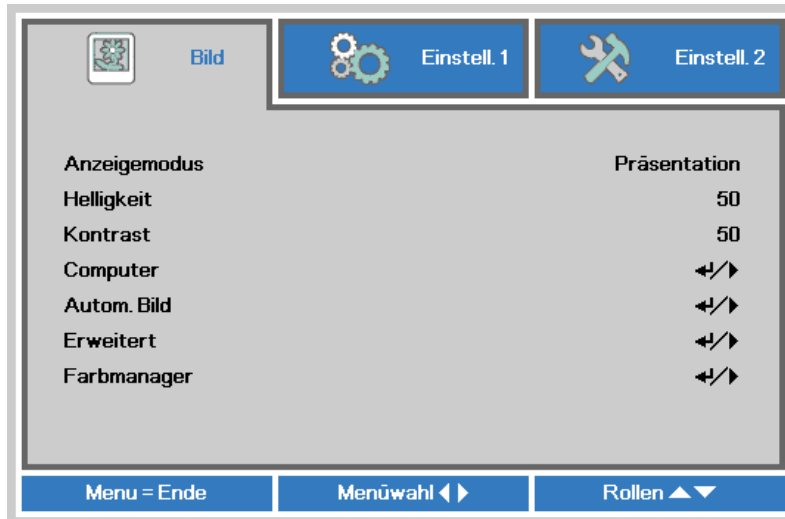 Bild Einstell. 1 Einstell. 2
Anzeigemodus Präsentation
Helligkeit 50
Kontrast 50
Computer
Autom. Bild
Erweitert
Farbmanager
Menu = Ende Menüwahl Rollen